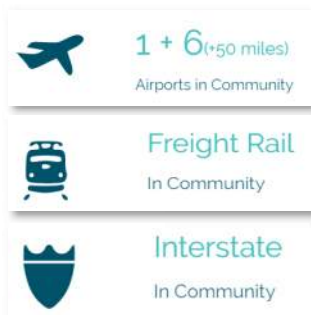 1 + 6(+50 miles)
Airports in Community
Freight Rail
In Community
Interstate
In Community